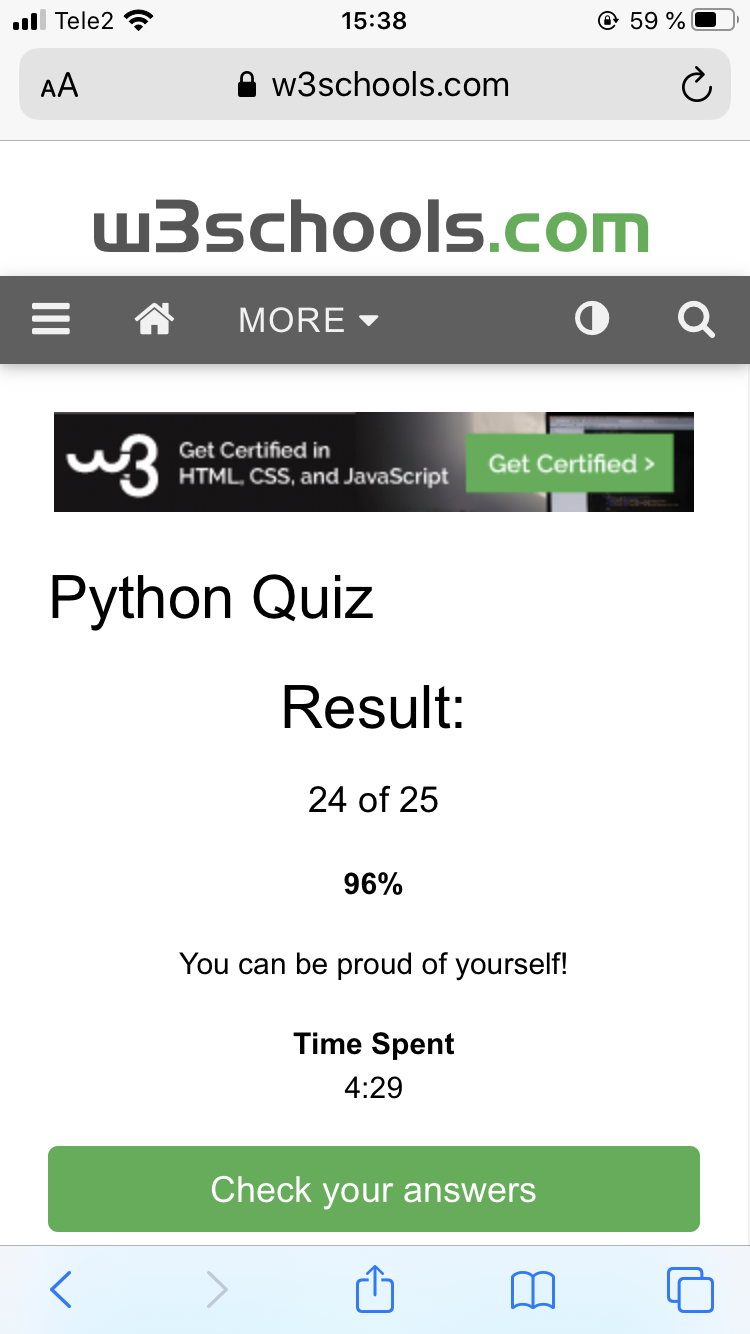 Tele2 15:38 59 %
AA w3schools.com
w3schools.com
MORE
w3 Get Certified in
HTML, CSS, and JavaScript
Get Certified >
Python Quiz
Result:
24 of 25
96%
You can be proud of yourself!
Time Spent
4:29
Check your answers